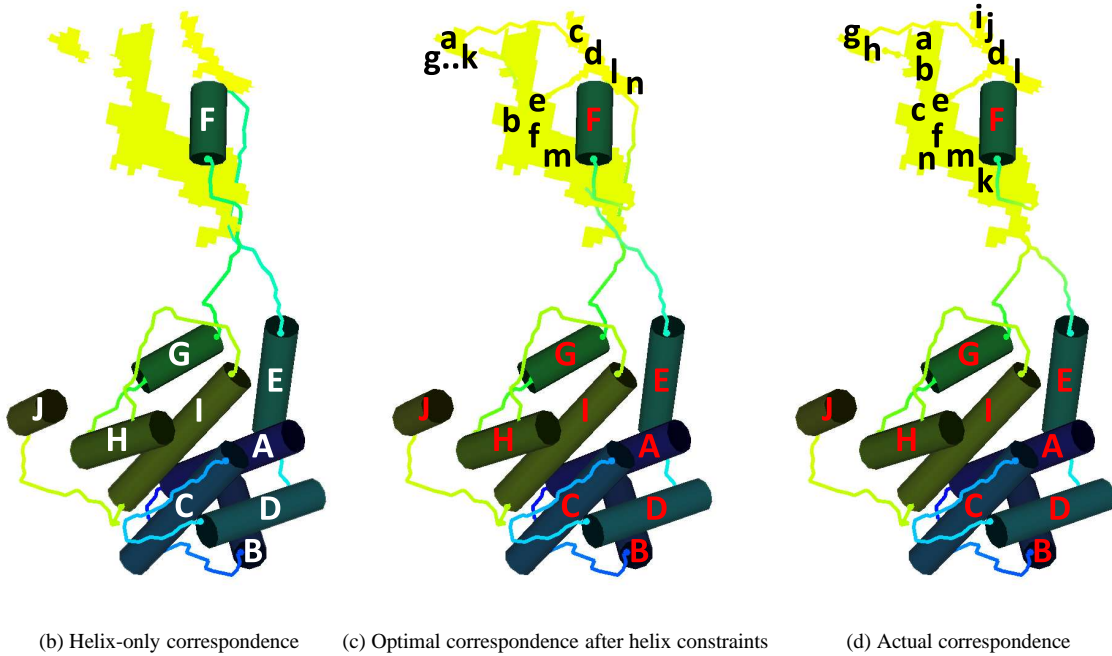 F
G
E
J
I
H
A
C
D
B
(b) Helix-only correspondence
a
c
g..k
d
l
n
e
b
F
f
m
G
E
J
I
H
A
C
D
B
(c) Optimal correspondence after helix constraints
i
g
a
j
h
d
b
l
e
c
F
f
n
m
k
G
E
J
I
H
A
C
D
B
(d) Actual correspondence